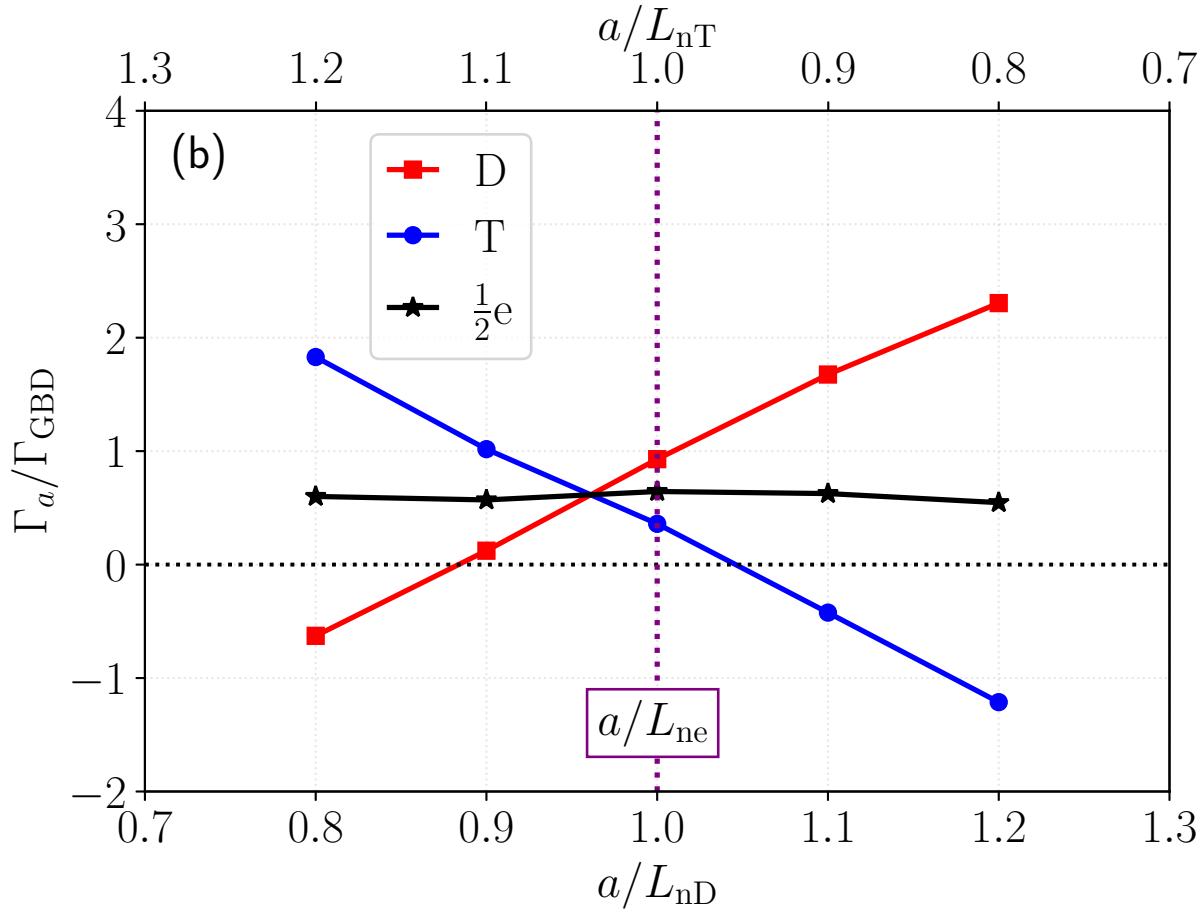 a/L_nT
1.3 1.2 1.1 1.0 0.9 0.8 0.7
4
(b)
D
T
½e
3
2
1
0
−1
−2
Γ_a/Γ_GBD
a/L_ne
0.7 0.8 0.9 1.0 1.1 1.2 1.3
a/L_nD